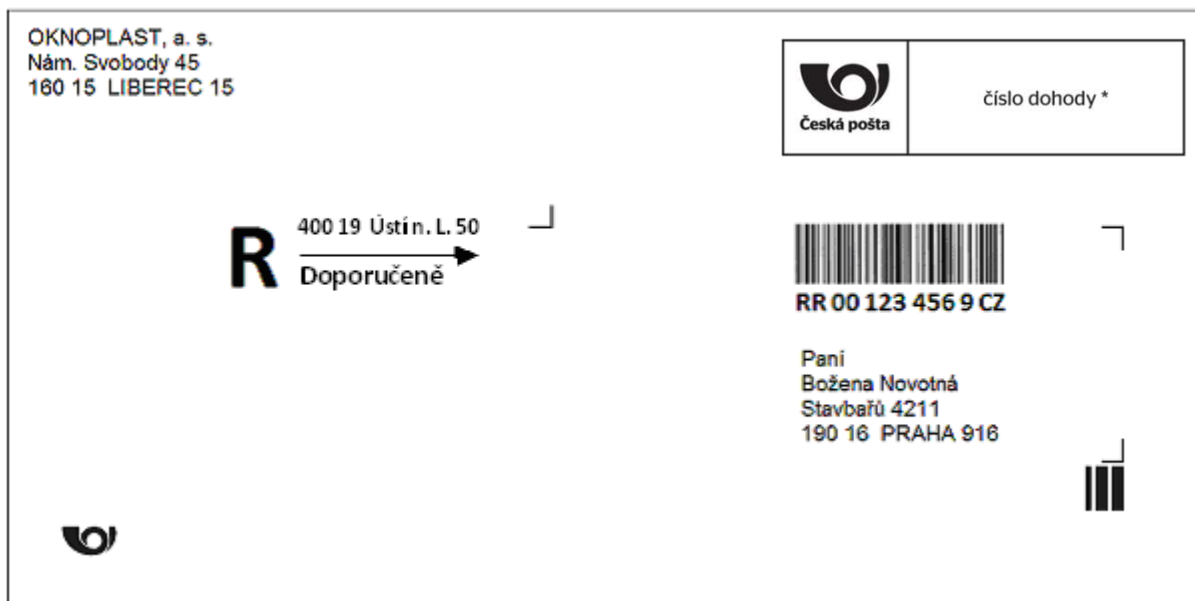 OKNOPLAST, a. s.
Nám. Svobody 45
160 15 LIBEREC 15
Česká pošta
číslo dohody *
R
400 19 Ústí n. L. 50
Doporučeně
RR 00 123 456 9 CZ
Paní
Božena Novotná
Stavbařů 4211
190 16 PRAHA 916